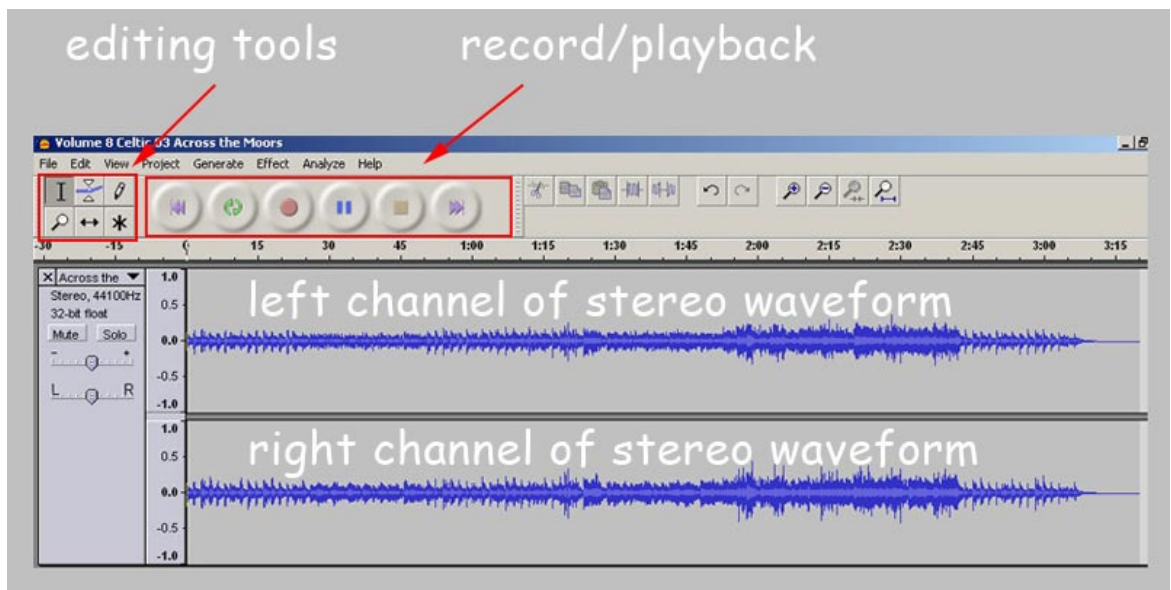 editing tools record/playback
Volume 8 Celtic 03 Across the Moors
File Edit View Project Generate Effect Analyze Help
-30 -15 0 15 30 45 1:00 1:15 1:30 1:45 2:00 2:15 2:30 2:45 3:00 3:15
X Across the
Stereo, 44100Hz
32-bit float
Mute Solo
- +
L R
1.0
0.5
0.0
-0.5
-1.0
left channel of stereo waveform
1.0
0.5
0.0
-0.5
-1.0
right channel of stereo waveform